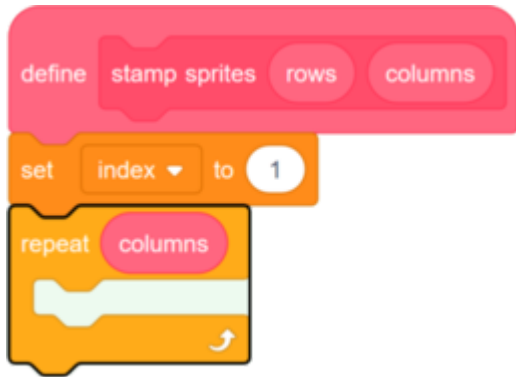 define stamp sprites rows columns
set index to 1
repeat columns